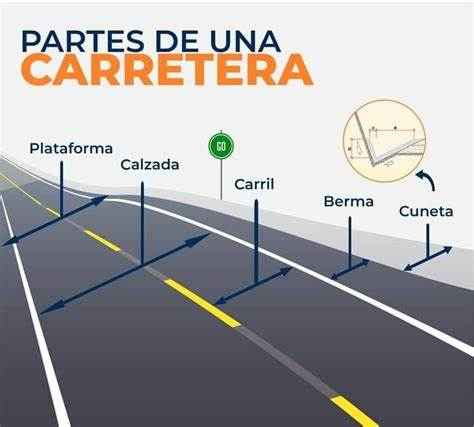 PARTES DE UNA
CARRETERA
GO
Plataforma
Calzada
Carril
Berma
Cuneta